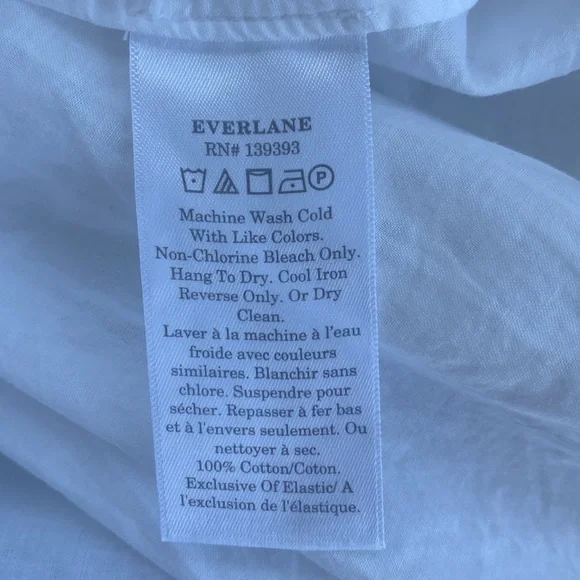 EVERLANE
RN# 139393
P
Machine Wash Cold
With Like Colors.
Non-Chlorine Bleach Only.
Hang To Dry. Cool Iron
Reverse Only. Or Dry
Clean.
Laver à la machine à l'eau
froide avec couleurs
similaires. Blanchir sans
chlore. Suspendre pour
sécher. Repasser à fer bas
et à l'envers seulement. Ou
nettoyer à sec.
100% Cotton/Coton.
Exclusive Of Elastic/ A
l'exclusion de l'élastique.